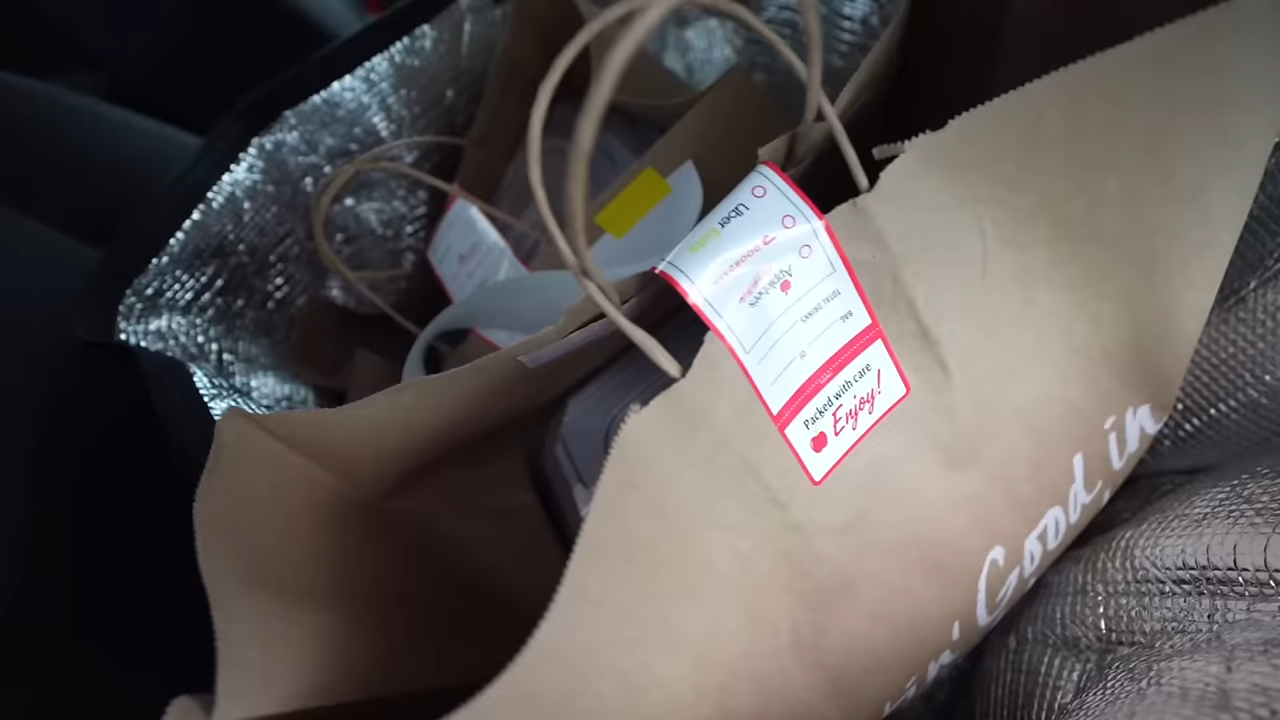 Uber Eats
DOORDASH
Applebee's
TOTAL DRINKS
BAG
OF
Packed with care
Enjoy!
Good in